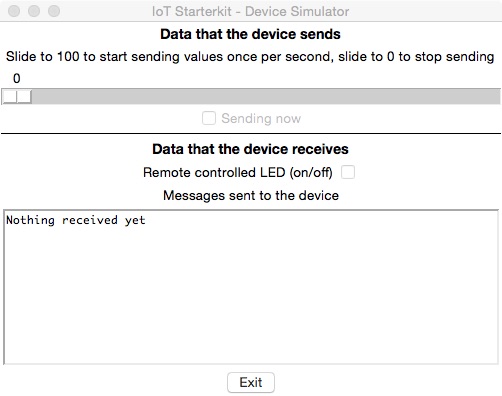 IoT Starterkit - Device Simulator
Data that the device sends
Slide to 100 to start sending values once per second, slide to 0 to stop sending
0
Sending now
Data that the device receives
Remote controlled LED (on/off)
Messages sent to the device
Nothing received yet
Exit